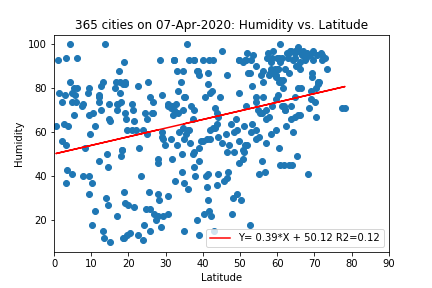 365 cities on 07-Apr-2020: Humidity vs. Latitude
100
80
60
40
20
Humidity
0 10 20 30 40 50 60 70 80 90
Latitude
Y= 0.39*X + 50.12 R2=0.12